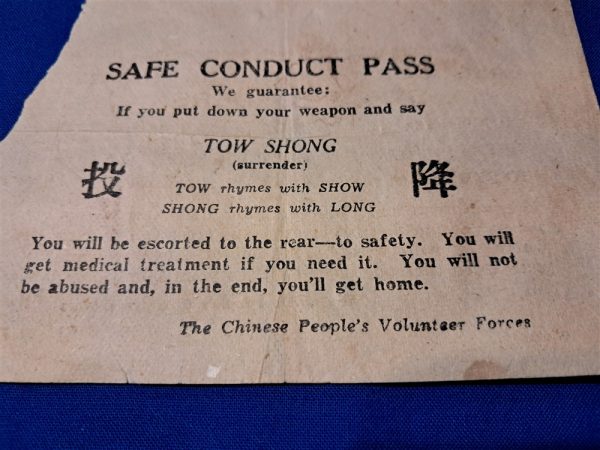 SAFE CONDUCT PASS
We guarantee:
If you put down your weapon and say
TOW SHONG
(surrender)
投 降
TOW rhymes with SHOW
SHONG rhymes with LONG
You will be escorted to the rear—to safety. You will
get medical treatment if you need it. You will not
be abused and, in the end, you'll get home.
The Chinese People's Volunteer Forces